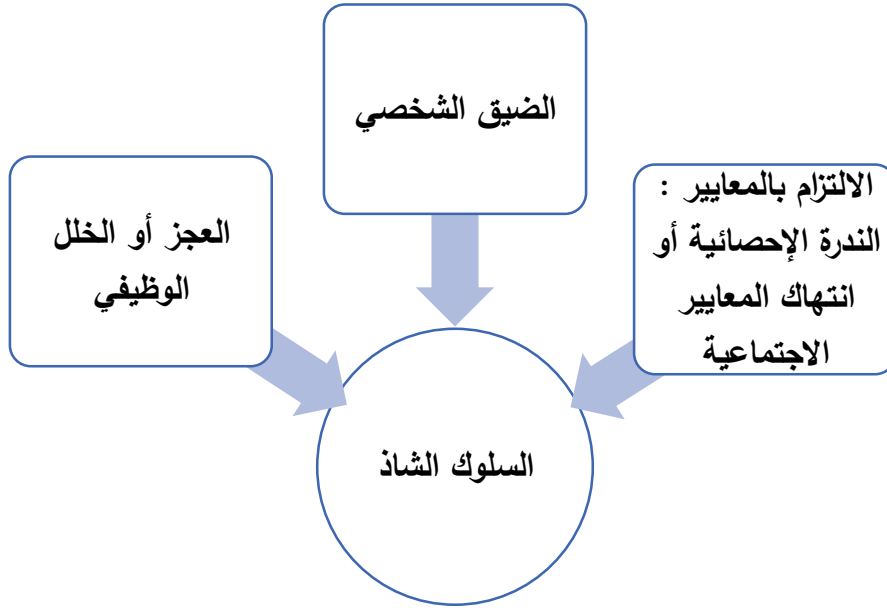 الضيق الشخصي
الالتزام بالمعايير :
الندرة الإحصائية أو
انتهاك المعايير
الاجتماعية
العجز أو الخلل
الوظيفي
السلوك الشاذ